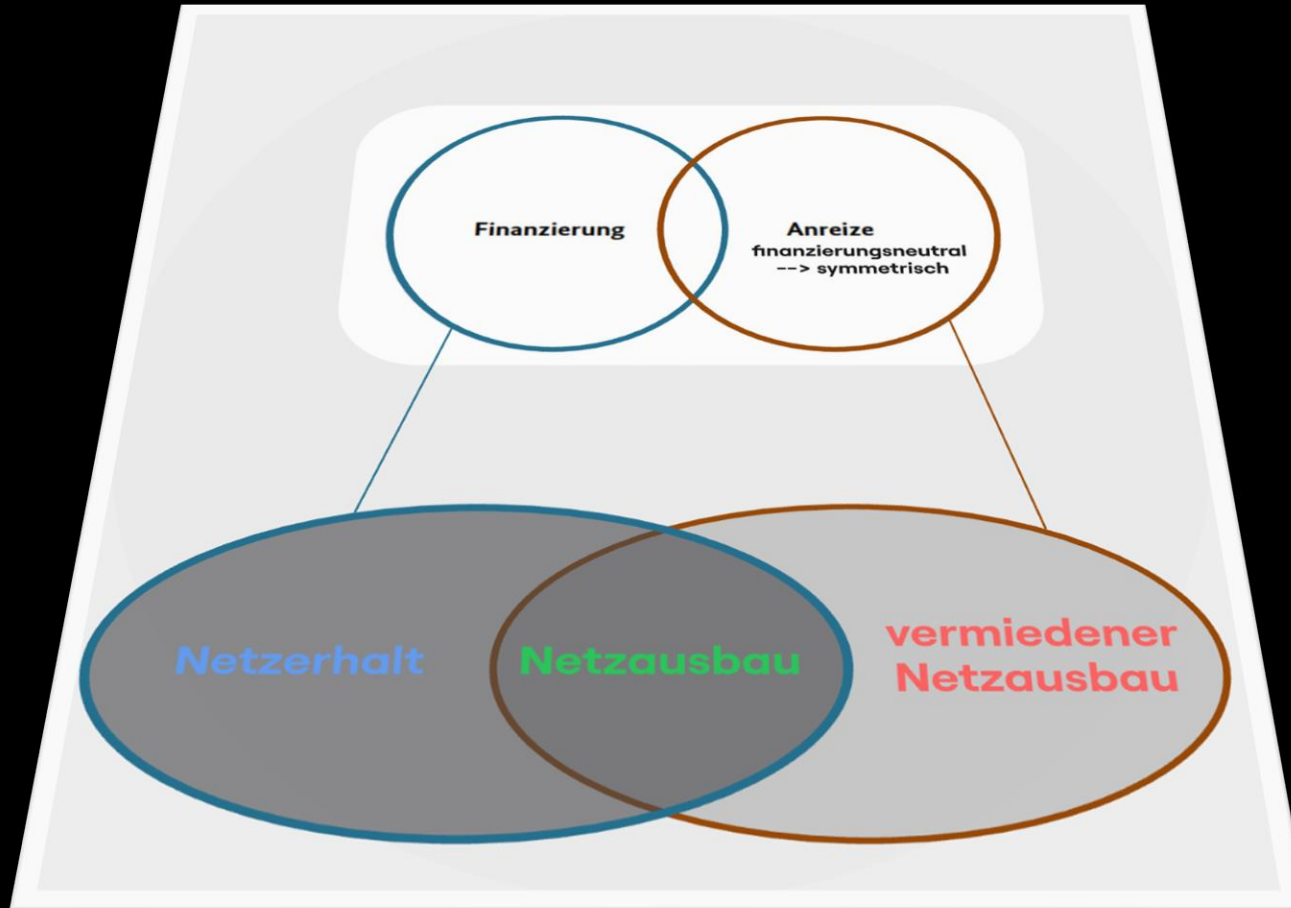 Finanzierung
Anreize
finanzierungsneutral
--> symmetrisch
Netzerhalt
Netzausbau
vermiedener
Netzausbau